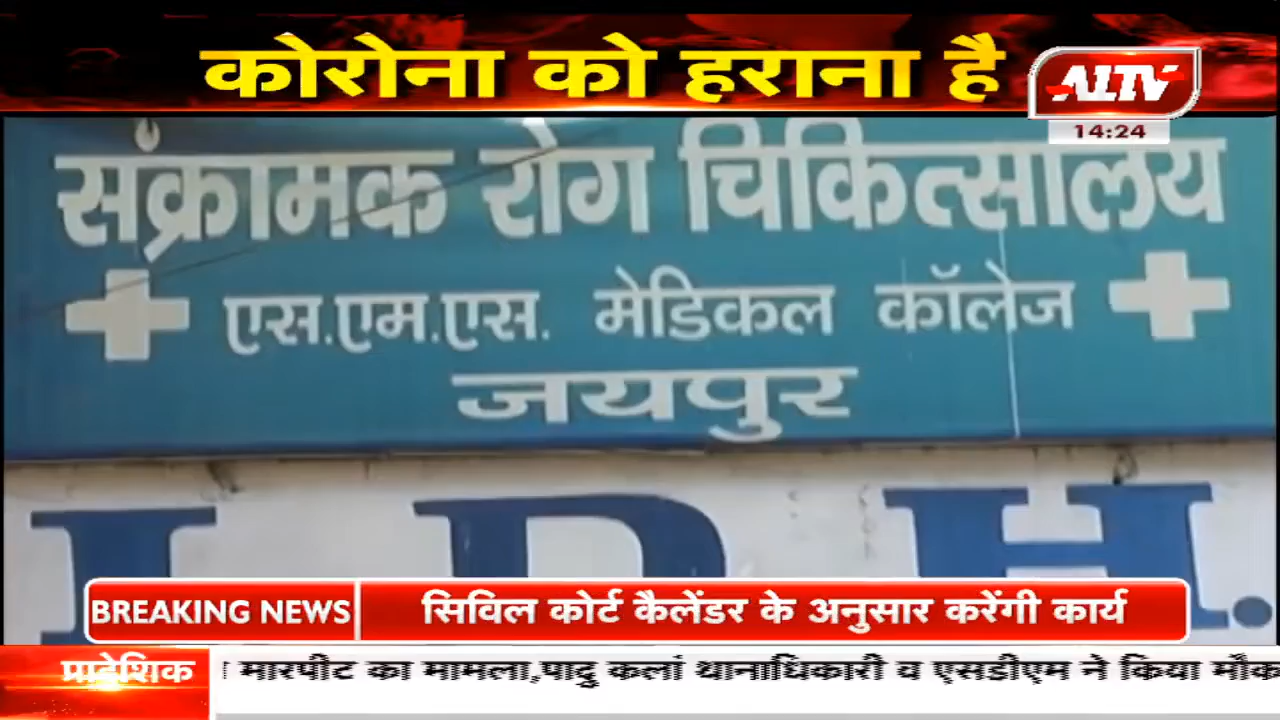 कोरोना को हराना है
ALTV
14:24
संक्रामक रोग चिकित्सालय
एस.एम.एस. मेडिकल कॉलेज
जयपुर
I. D. H.
BREAKING NEWS
सिविल कोर्ट कैलेंडर के अनुसार करेंगी कार्य
प्रादेशिक
मारपीट का मामला,पादू कलां थानाधिकारी व एसडीएम ने किया